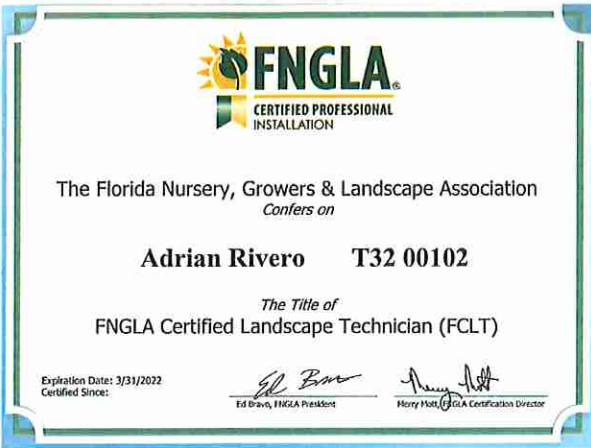 FNGLA®
CERTIFIED PROFESSIONAL
INSTALLATION
The Florida Nursery, Growers & Landscape Association
Confers on
Adrian Rivero T32 00102
The Title of
FNGLA Certified Landscape Technician (FCLT)
Expiration Date: 3/31/2022
Certified Since:
Ed Bravo, FNGLA President
Merry Mott, FNGLA Certification Director